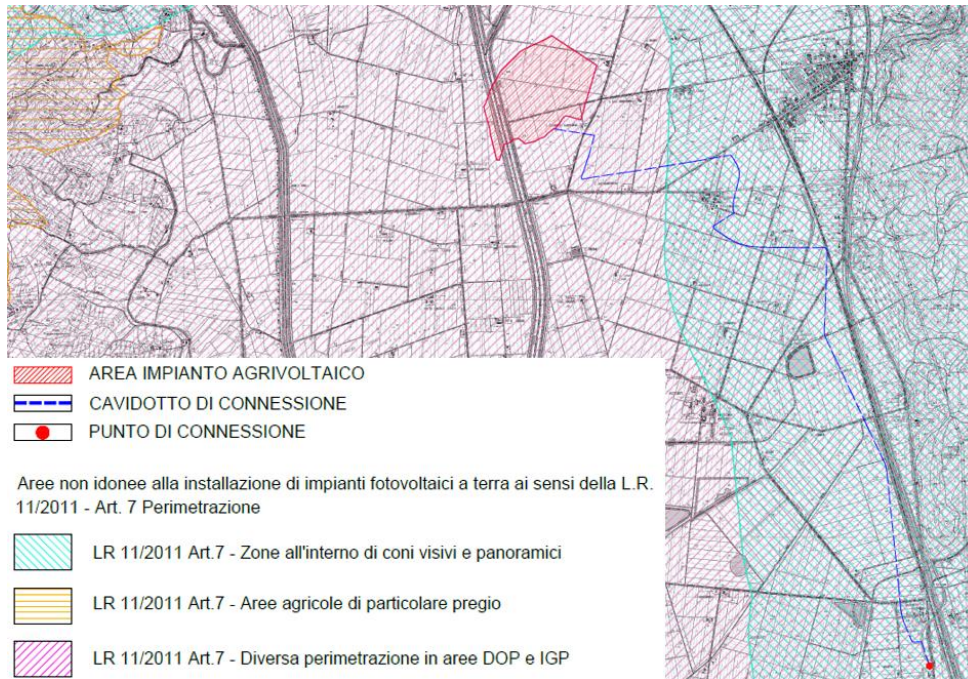 AREA IMPIANTO AGRIVOLTAICO
CAVIDOTTO DI CONNESSIONE
PUNTO DI CONNESSIONE
Aree non idonee alla installazione di impianti fotovoltaici a terra ai sensi della L.R.
11/2011 - Art. 7 Perimetrazione
LR 11/2011 Art.7 - Zone all'interno di coni visivi e panoramici
LR 11/2011 Art.7 - Aree agricole di particolare pregio
LR 11/2011 Art.7 - Diversa perimetrazione in aree DOP e IGP